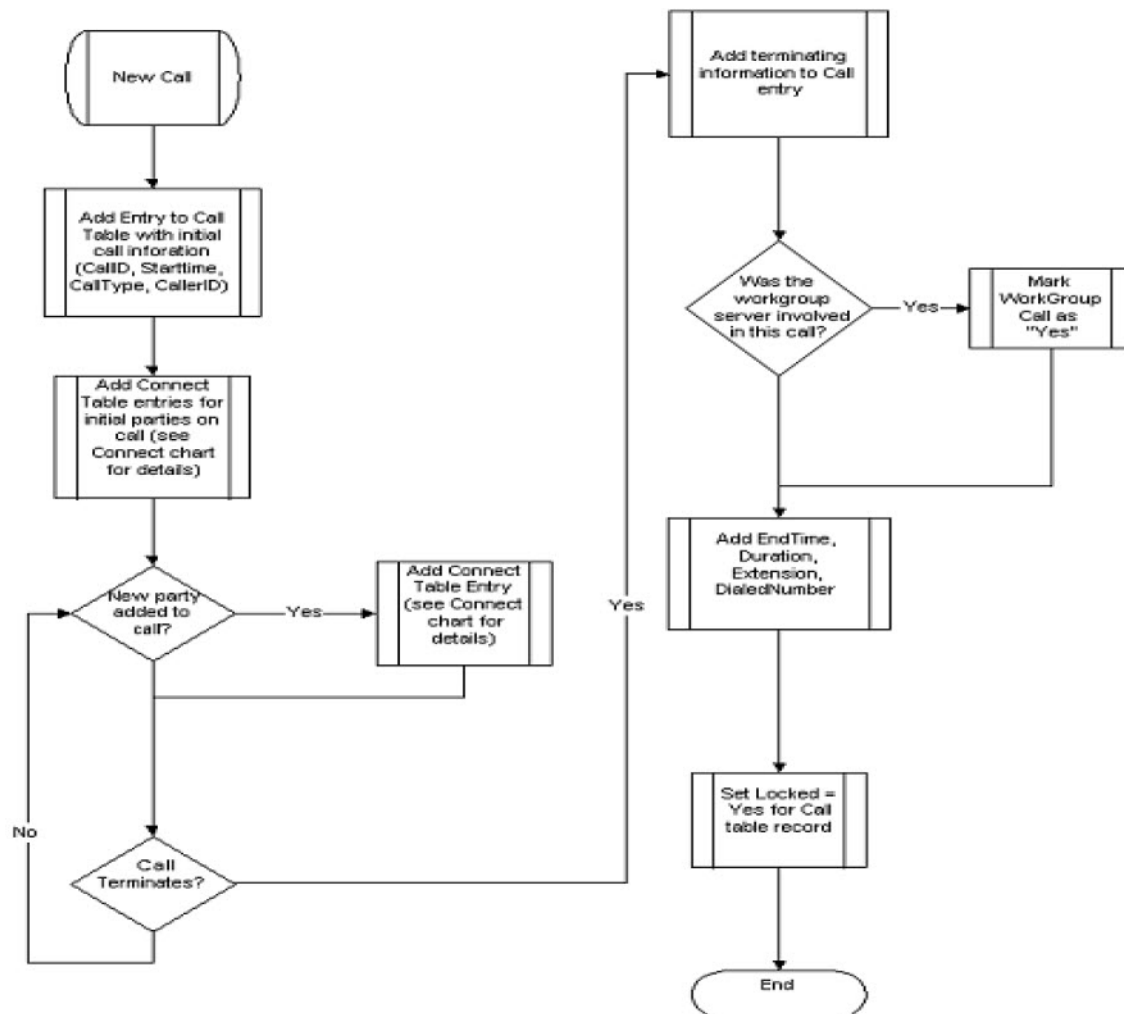 New Call
Add Entry to Call
Table with initial
call inforation
(CallID, Starttime,
CallType, CallerID)
Add Connect
Table entries for
initial parties on
call (see
Connect chart
for details)
New party
added to
call?
Yes
Add Connect
Table Entry
(see Connect
chart for
details)
No
Call
Terminates?
Yes
Add terminating
information to Call
entry
Was the
workgroup
server involved
in this call?
Yes
Mark
WorkGroup
Call as
"Yes"
Add EndTime,
Duration,
Extension,
DialedNumber
Set Locked =
Yes for Call
table record
End